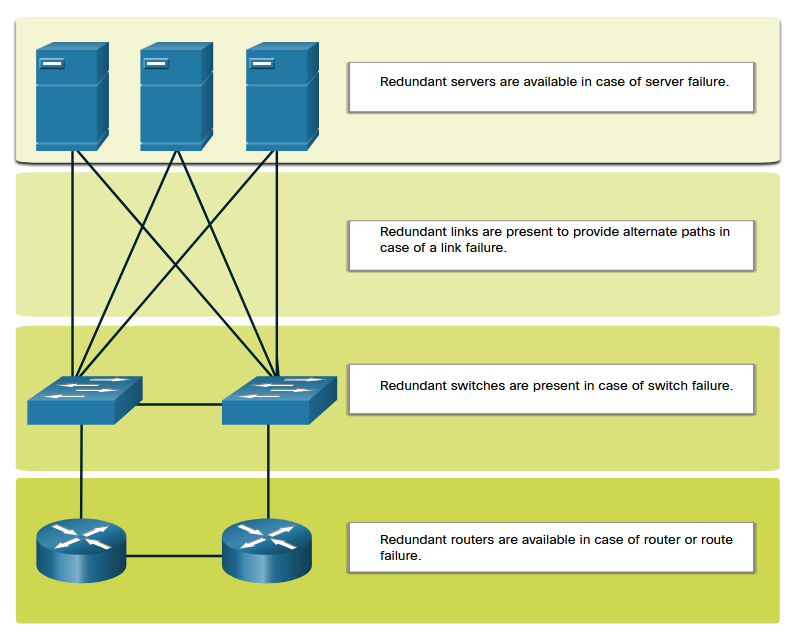 Redundant servers are available in case of server failure.
Redundant links are present to provide alternate paths in
case of a link failure.
Redundant switches are present in case of switch failure.
Redundant routers are available in case of router or route
failure.